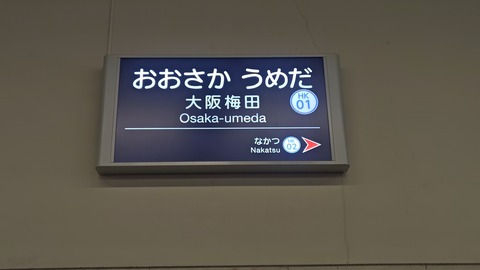 おおさか うめだ
大阪梅田
HK
01
Osaka-umeda
なかつ
Nakatsu
HK
02